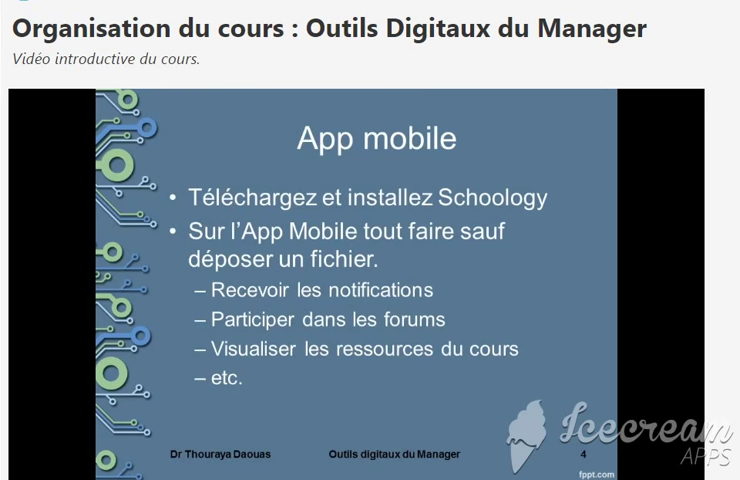 Organisation du cours : Outils Digitaux du Manager
Vidéo introductive du cours.
App mobile
• Téléchargez et installez Schoology
• Sur l'App Mobile tout faire sauf
déposer un fichier.
– Recevoir les notifications
– Participer dans les forums
– Visualiser les ressources du cours
– etc.
Dr Thouraya Daouas Outils digitaux du Manager 4
fppt.com
Icecream
APPS